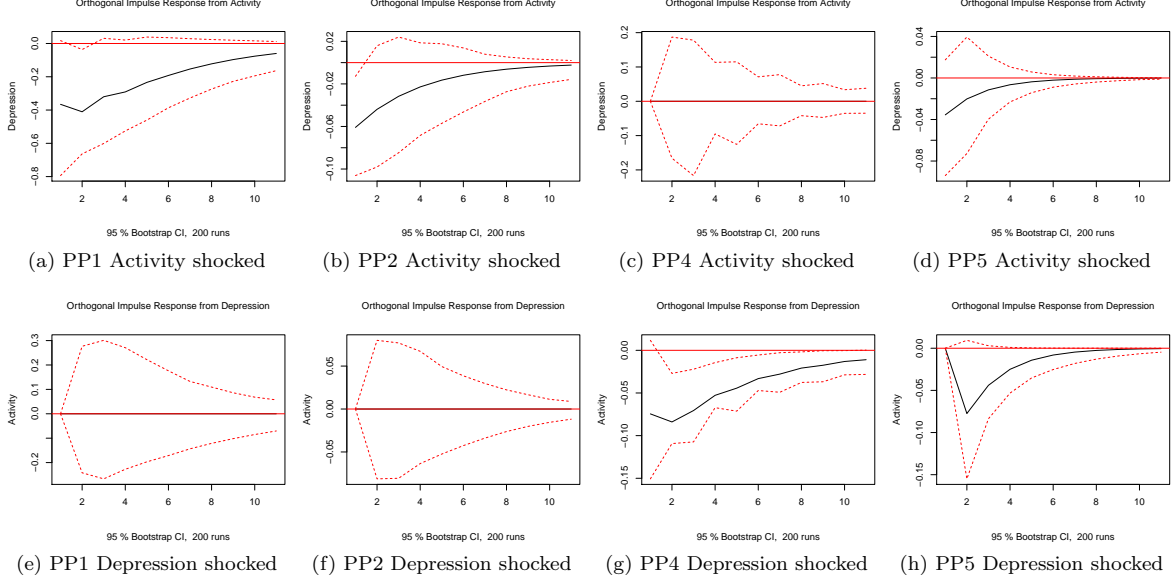 Orthogonal Impulse Response from Activity
Orthogonal Impulse Response from Activity
Orthogonal Impulse Response from Activity
Orthogonal Impulse Response from Activity
Depression
0.0
−0.2
−0.4
−0.6
−0.8
2 4 6 8 10
Depression
0.02
−0.02
−0.06
−0.10
2 4 6 8 10
Depression
0.2
0.1
0.0
−0.1
−0.2
2 4 6 8 10
Depression
0.04
0.00
−0.04
−0.08
2 4 6 8 10
95 % Bootstrap CI, 200 runs
95 % Bootstrap CI, 200 runs
95 % Bootstrap CI, 200 runs
95 % Bootstrap CI, 200 runs
(a) PP1 Activity shocked
(b) PP2 Activity shocked
(c) PP4 Activity shocked
(d) PP5 Activity shocked
Orthogonal Impulse Response from Depression
Orthogonal Impulse Response from Depression
Orthogonal Impulse Response from Depression
Orthogonal Impulse Response from Depression
Activity
0.3
0.2
0.1
0.0
−0.2
2 4 6 8 10
Activity
0.05
0.00
−0.05
2 4 6 8 10
Activity
0.00
−0.05
−0.10
−0.15
2 4 6 8 10
Activity
0.00
−0.05
−0.10
−0.15
2 4 6 8 10
95 % Bootstrap CI, 200 runs
95 % Bootstrap CI, 200 runs
95 % Bootstrap CI, 200 runs
95 % Bootstrap CI, 200 runs
(e) PP1 Depression shocked
(f) PP2 Depression shocked
(g) PP4 Depression shocked
(h) PP5 Depression shocked